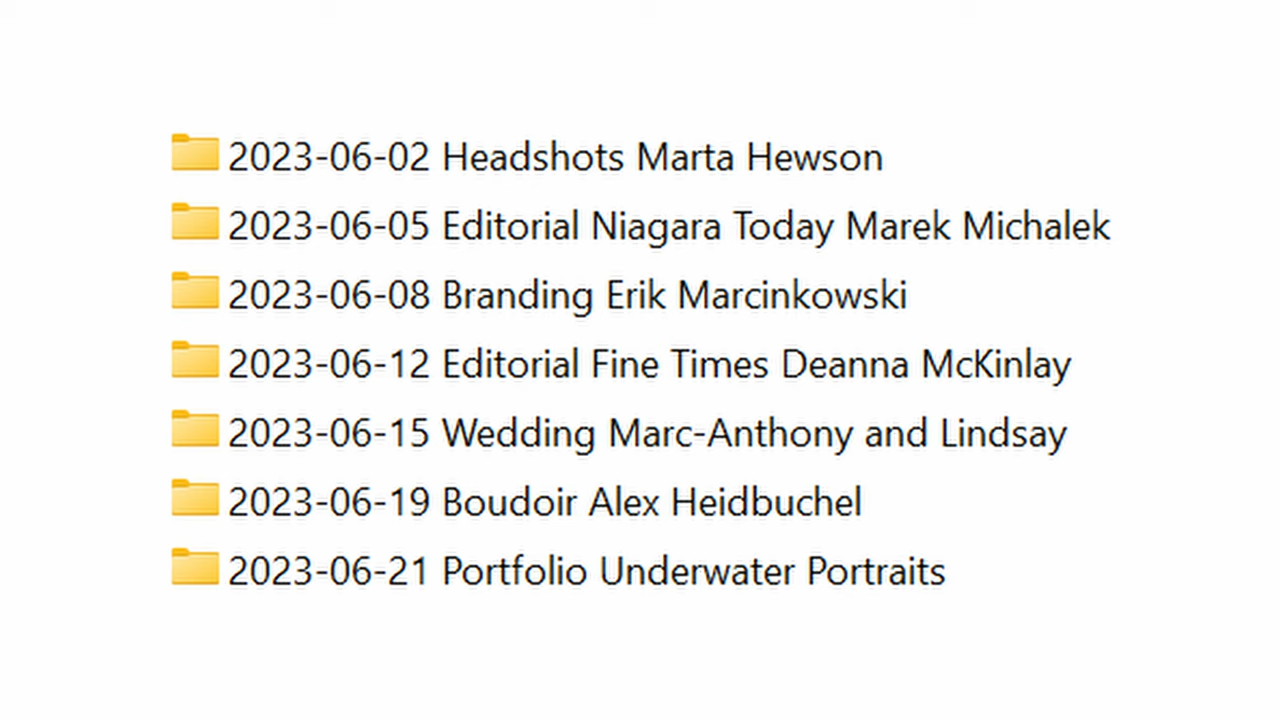 2023-06-02 Headshots Marta Hewson
2023-06-05 Editorial Niagara Today Marek Michalek
2023-06-08 Branding Erik Marcinkowski
2023-06-12 Editorial Fine Times Deanna McKinlay
2023-06-15 Wedding Marc-Anthony and Lindsay
2023-06-19 Boudoir Alex Heidbuchel
2023-06-21 Portfolio Underwater Portraits